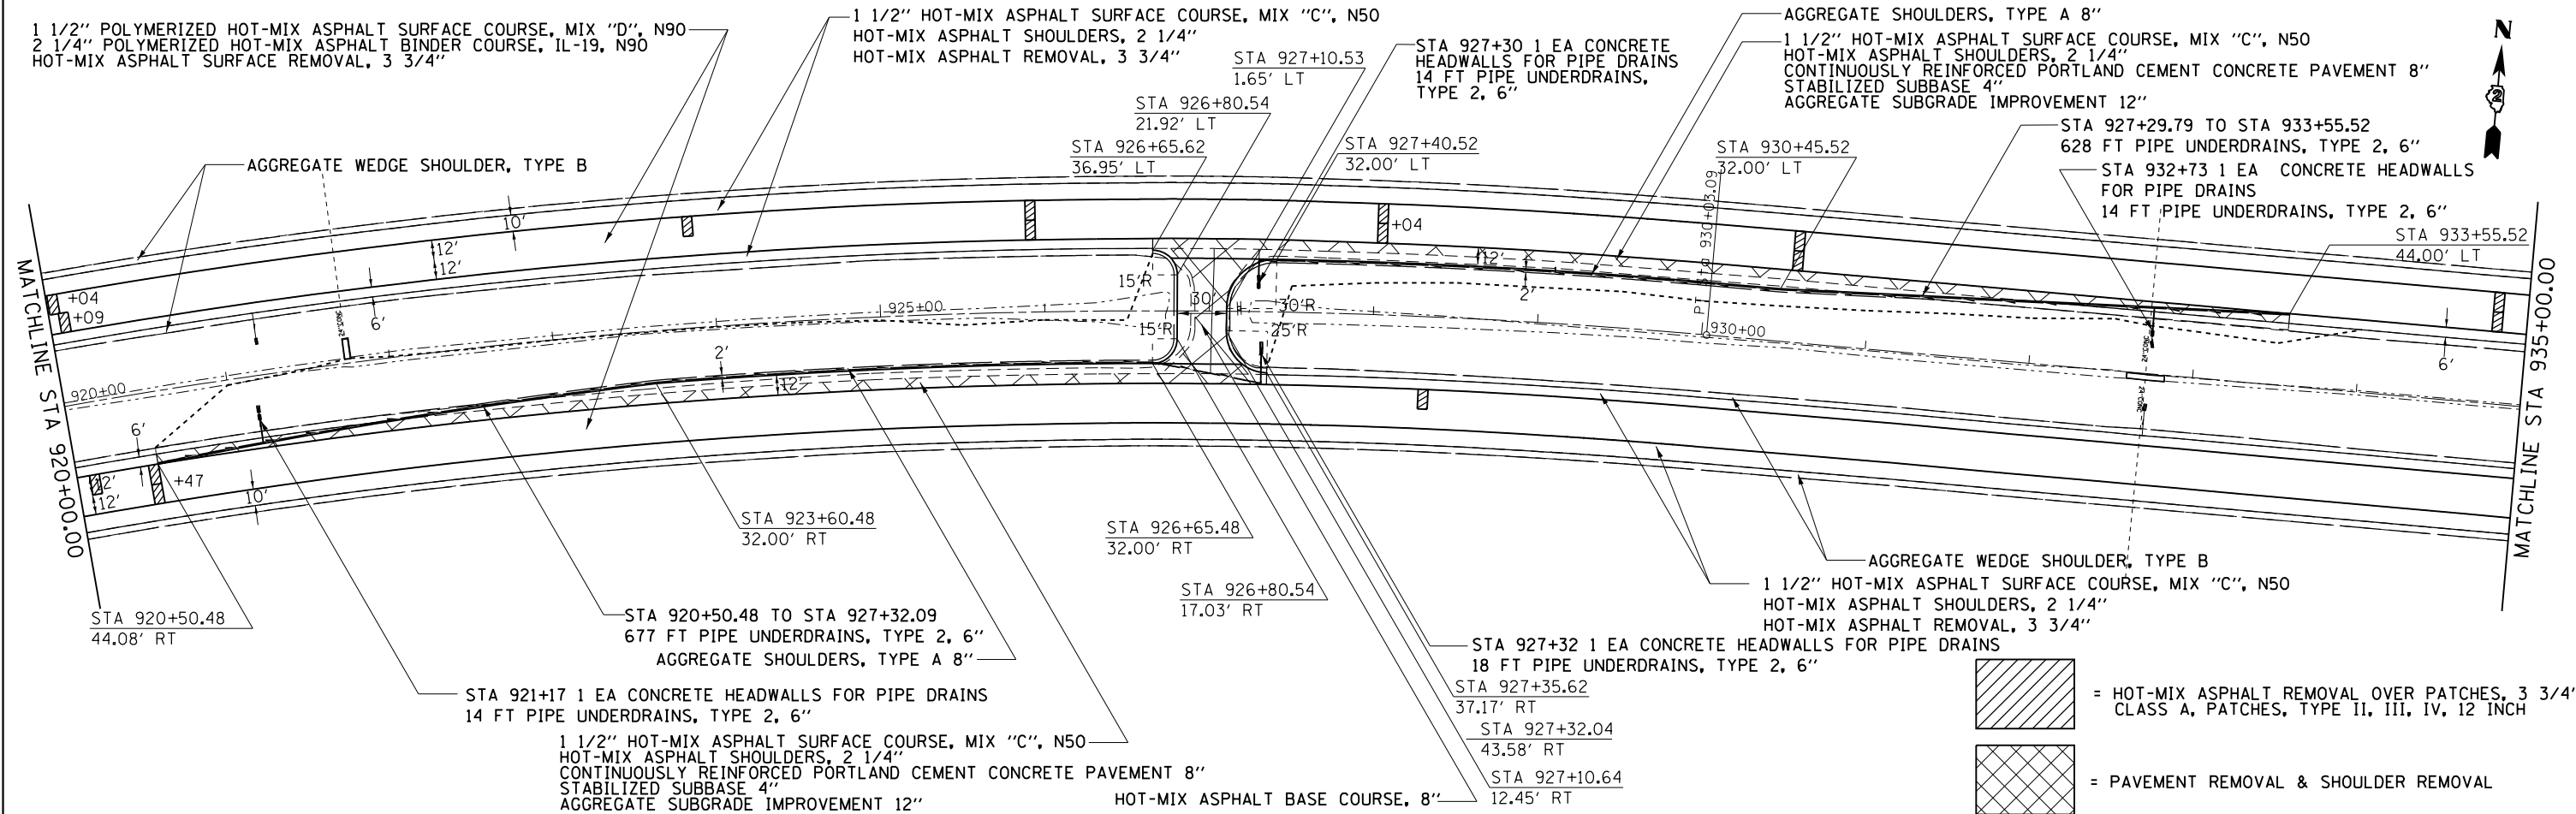 1 1/2" POLYMERIZED HOT-MIX ASPHALT SURFACE COURSE, MIX "D", N90
2 1/4" POLYMERIZED HOT-MIX ASPHALT BINDER COURSE, IL-19, N90
HOT-MIX ASPHALT SURFACE REMOVAL, 3 3/4"
1 1/2" HOT-MIX ASPHALT SURFACE COURSE, MIX "C", N50
HOT-MIX ASPHALT SHOULDERS, 2 1/4"
HOT-MIX ASPHALT REMOVAL, 3 3/4"
STA 927+10.53
1.65' LT
STA 926+80.54
21.92' LT
STA 926+65.62
36.95' LT
STA 927+30 1 EA CONCRETE
HEADWALLS FOR PIPE DRAINS
14 FT PIPE UNDERDRAINS,
TYPE 2, 6"
STA 927+40.52
32.00' LT
AGGREGATE SHOULDERS, TYPE A 8"
1 1/2" HOT-MIX ASPHALT SURFACE COURSE, MIX "C", N50
HOT-MIX ASPHALT SHOULDERS, 2 1/4"
CONTINUOUSLY REINFORCED PORTLAND CEMENT CONCRETE PAVEMENT 8"
STABILIZED SUBBASE 4"
AGGREGATE SUBGRADE IMPROVEMENT 12"
N
2
STA 930+45.52
32.00' LT
STA 927+29.79 TO STA 933+55.52
628 FT PIPE UNDERDRAINS, TYPE 2, 6"
STA 932+73 1 EA CONCRETE HEADWALLS
FOR PIPE DRAINS
14 FT PIPE UNDERDRAINS, TYPE 2, 6"
STA 933+55.52
44.00' LT
AGGREGATE WEDGE SHOULDER, TYPE B
MATCHLINE STA 920+00.00
MATCHLINE STA 935+00.00
10'
12'
12'
6'
+04
+09
+04
12'
2'
PT Sta 930+03.09
15'R
30'
30'R
15'R
25'R
920+00
925+00
930+00
6'
2'
12'
6'
12'
12'
+47
10'
STA 920+50.48
44.08' RT
STA 923+60.48
32.00' RT
STA 926+65.48
32.00' RT
STA 926+80.54
17.03' RT
AGGREGATE WEDGE SHOULDER, TYPE B
1 1/2" HOT-MIX ASPHALT SURFACE COURSE, MIX "C", N50
HOT-MIX ASPHALT SHOULDERS, 2 1/4"
HOT-MIX ASPHALT REMOVAL, 3 3/4"
STA 920+50.48 TO STA 927+32.09
677 FT PIPE UNDERDRAINS, TYPE 2, 6"
AGGREGATE SHOULDERS, TYPE A 8"
STA 921+17 1 EA CONCRETE HEADWALLS FOR PIPE DRAINS
14 FT PIPE UNDERDRAINS, TYPE 2, 6"
1 1/2" HOT-MIX ASPHALT SURFACE COURSE, MIX "C", N50
HOT-MIX ASPHALT SHOULDERS, 2 1/4"
CONTINUOUSLY REINFORCED PORTLAND CEMENT CONCRETE PAVEMENT 8"
STABILIZED SUBBASE 4"
AGGREGATE SUBGRADE IMPROVEMENT 12"
HOT-MIX ASPHALT BASE COURSE, 8"
STA 927+32 1 EA CONCRETE HEADWALLS FOR PIPE DRAINS
18 FT PIPE UNDERDRAINS, TYPE 2, 6"
STA 927+35.62
37.17' RT
STA 927+32.04
43.58' RT
STA 927+10.64
12.45' RT
= HOT-MIX ASPHALT REMOVAL OVER PATCHES, 3 3/4"
CLASS A, PATCHES, TYPE II, III, IV, 12 INCH
= PAVEMENT REMOVAL & SHOULDER REMOVAL